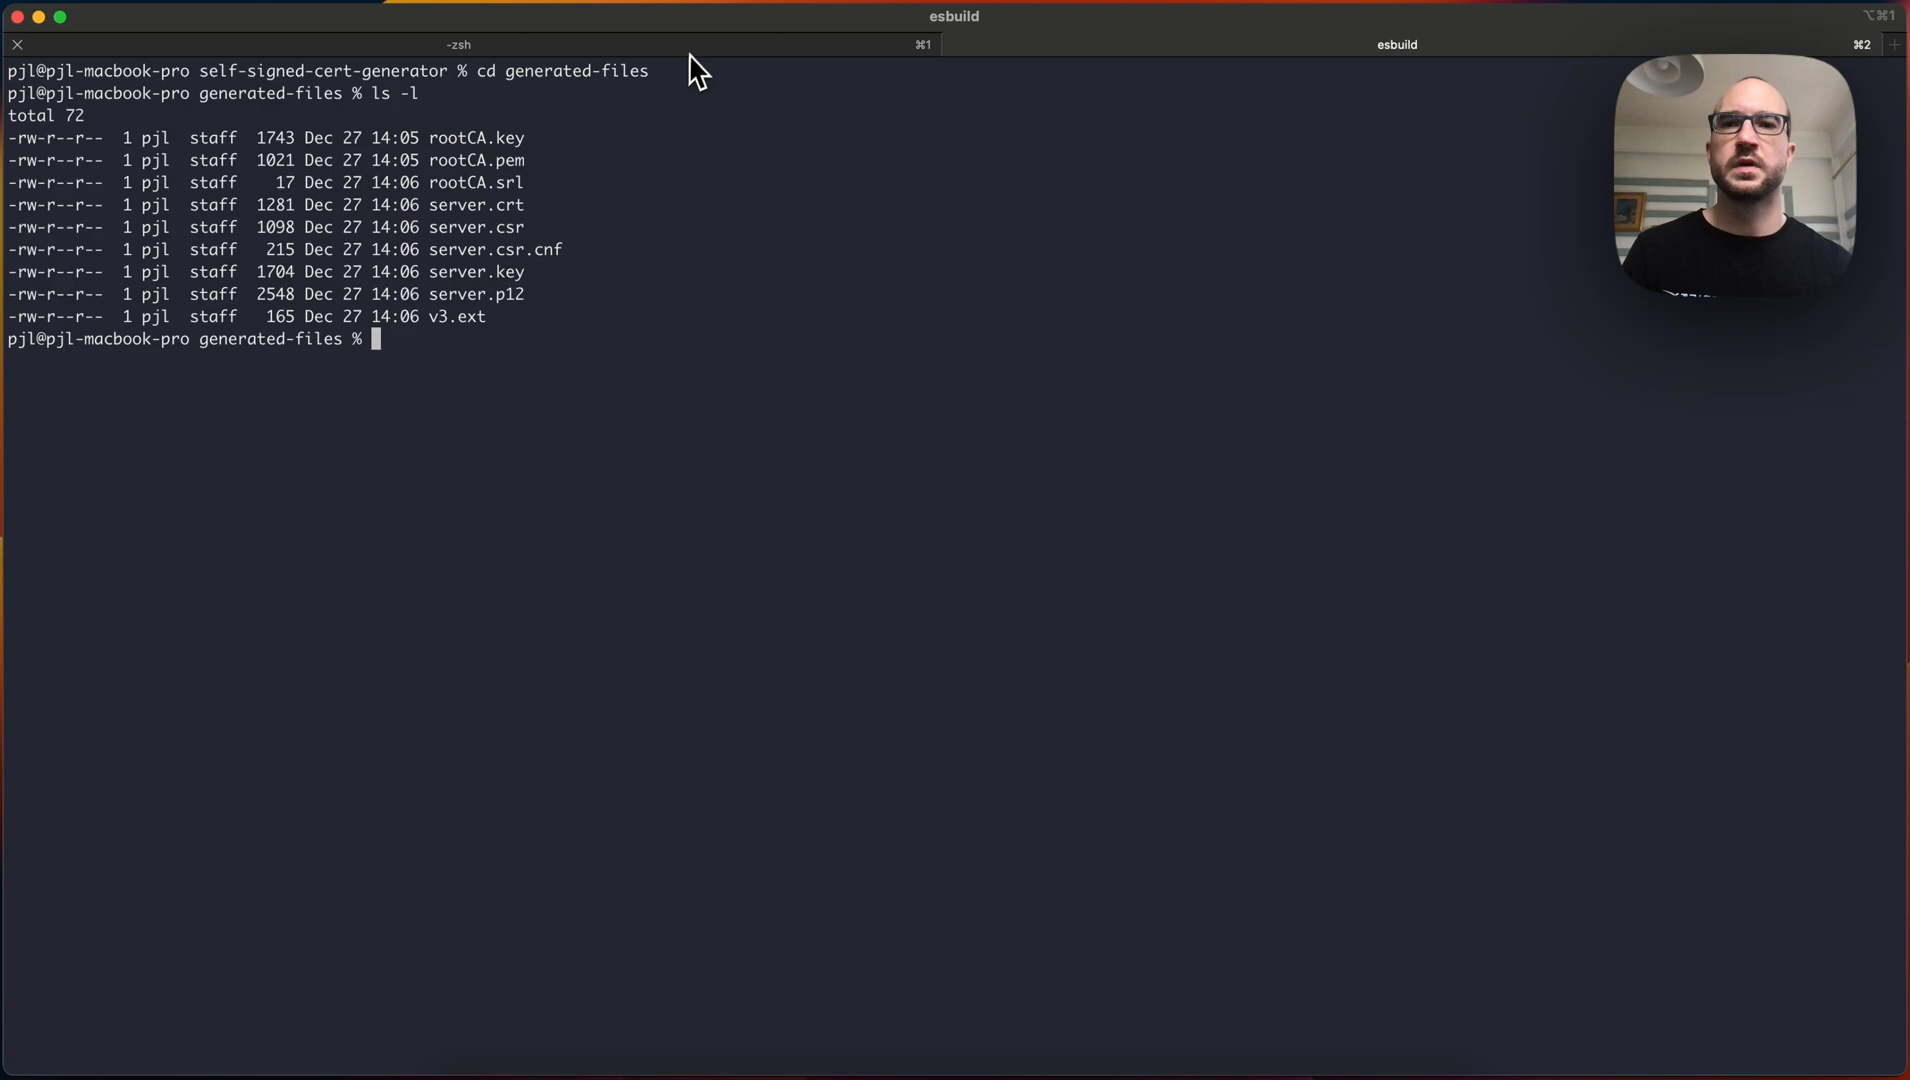 esbuild
⌥⌘1
-zsh ⌘1
esbuild ⌘2
pjl@pjl-macbook-pro self-signed-cert-generator % cd generated-files
pjl@pjl-macbook-pro generated-files % ls -l
total 72
-rw-r--r--  1 pjl  staff  1743 Dec 27 14:05 rootCA.key
-rw-r--r--  1 pjl  staff  1021 Dec 27 14:05 rootCA.pem
-rw-r--r--  1 pjl  staff    17 Dec 27 14:06 rootCA.srl
-rw-r--r--  1 pjl  staff  1281 Dec 27 14:06 server.crt
-rw-r--r--  1 pjl  staff  1098 Dec 27 14:06 server.csr
-rw-r--r--  1 pjl  staff   215 Dec 27 14:06 server.csr.cnf
-rw-r--r--  1 pjl  staff  1704 Dec 27 14:06 server.key
-rw-r--r--  1 pjl  staff  2548 Dec 27 14:06 server.p12
-rw-r--r--  1 pjl  staff   165 Dec 27 14:06 v3.ext
pjl@pjl-macbook-pro generated-files %